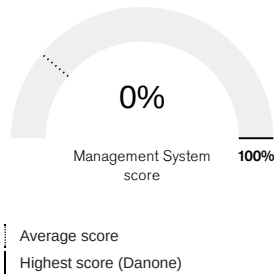 0%
Management System
score
100%
Average score
Highest score (Danone)